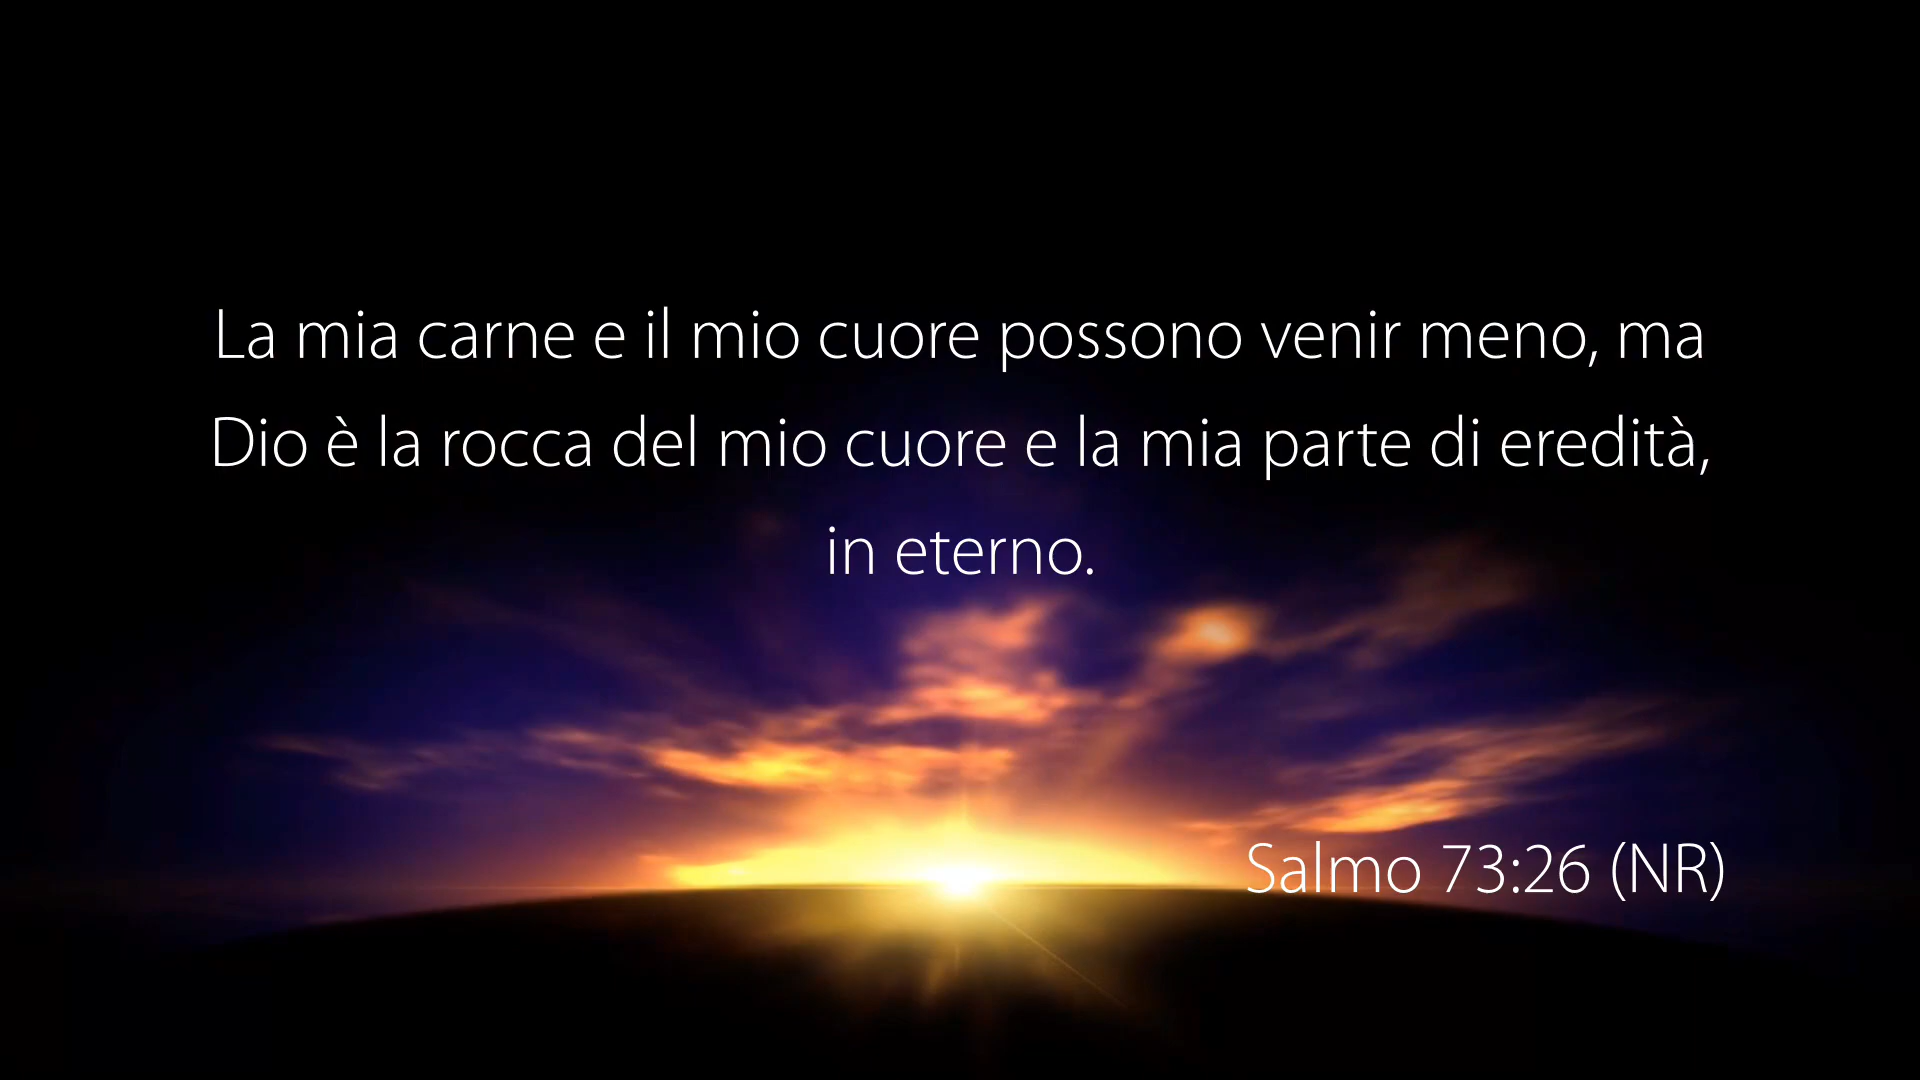 La mia carne e il mio cuore possono venir meno, ma
Dio è la rocca del mio cuore e la mia parte di eredità,
in eterno.
Salmo 73:26 (NR)